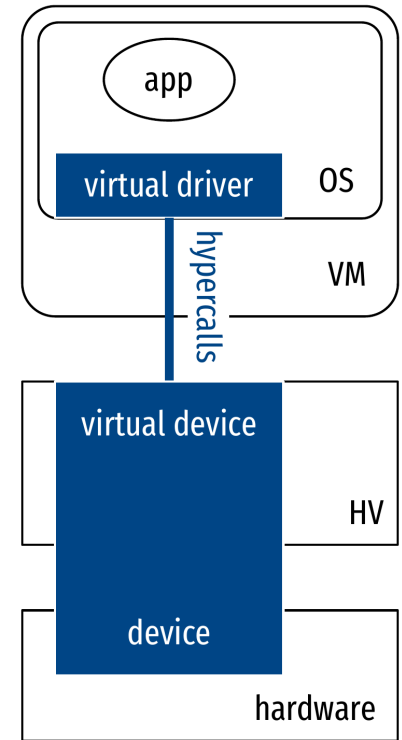 app
virtual driver
OS
hypercalls
VM
virtual device
HV
device
hardware